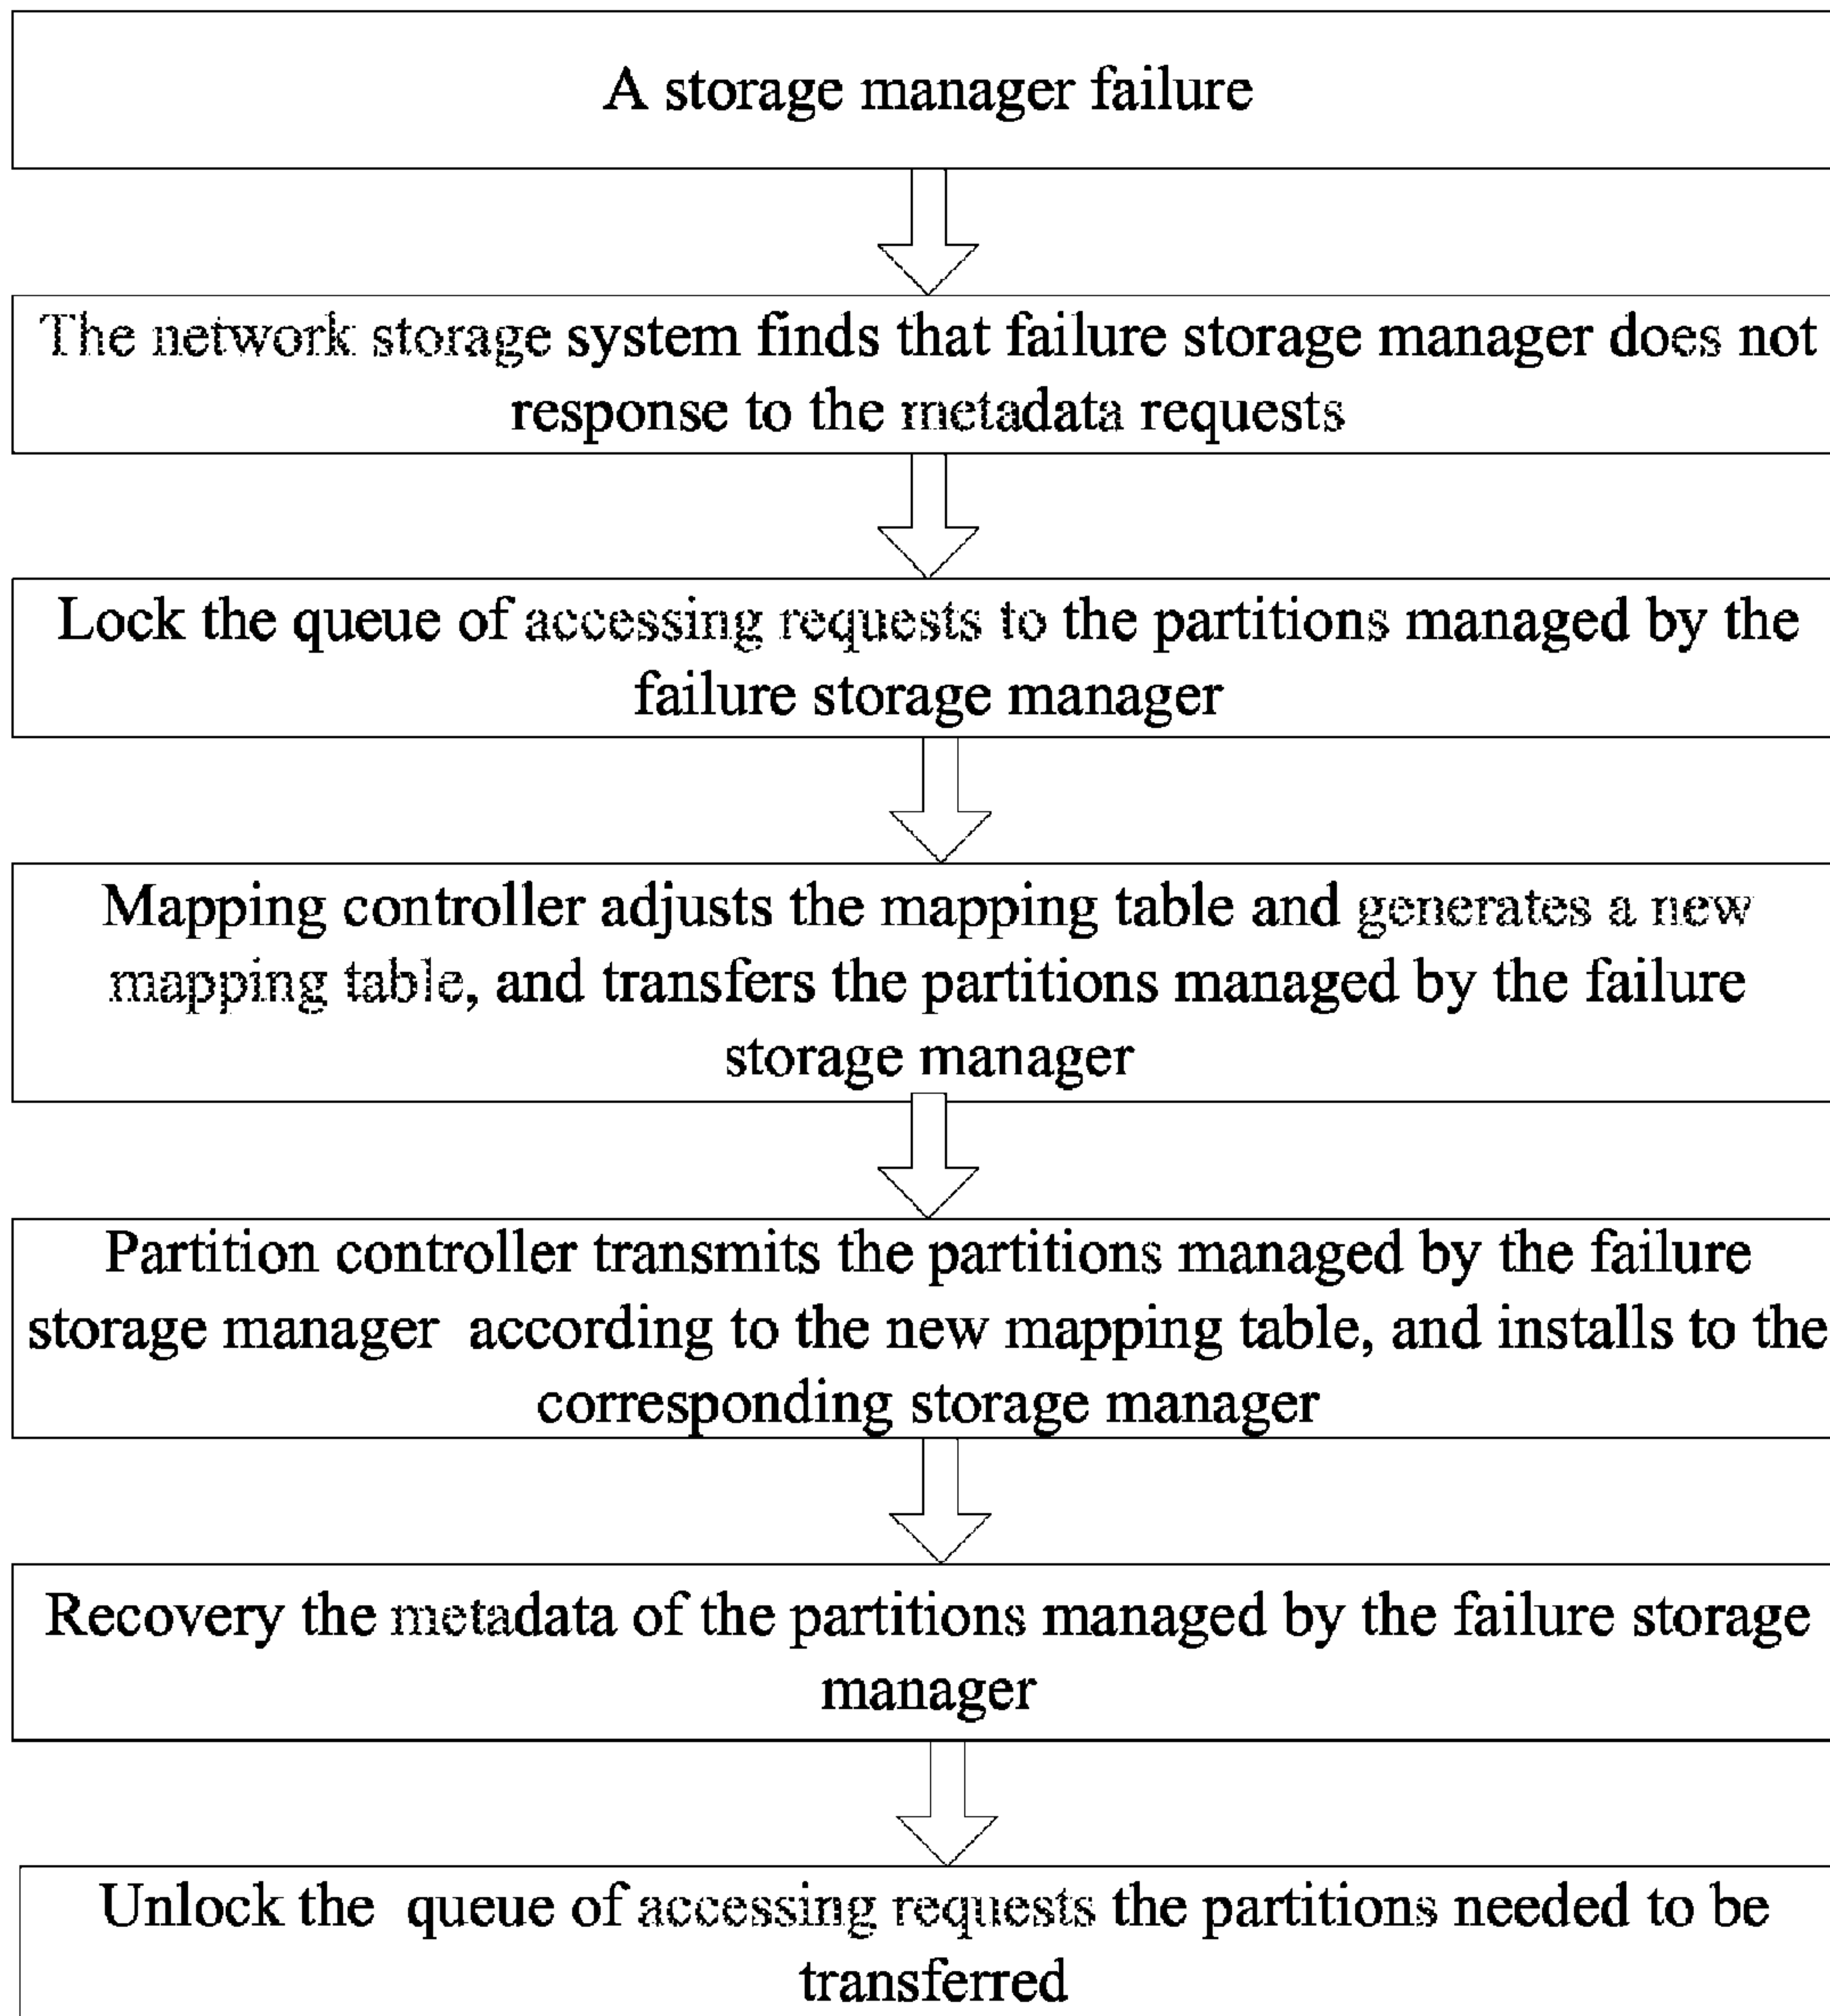 A storage manager failure
The network storage system finds that failure storage manager does not
response to the metadata requests
Lock the queue of accessing requests to the partitions managed by the
failure storage manager
Mapping controller adjusts the mapping table and generates a new
mapping table, and transfers the partitions managed by the failure
storage manager
Partition controller transmits the partitions managed by the failure
storage manager according to the new mapping table, and installs to the
corresponding storage manager
Recovery the metadata of the partitions managed by the failure storage
manager
Unlock the queue of accessing requests the partitions needed to be
transferred